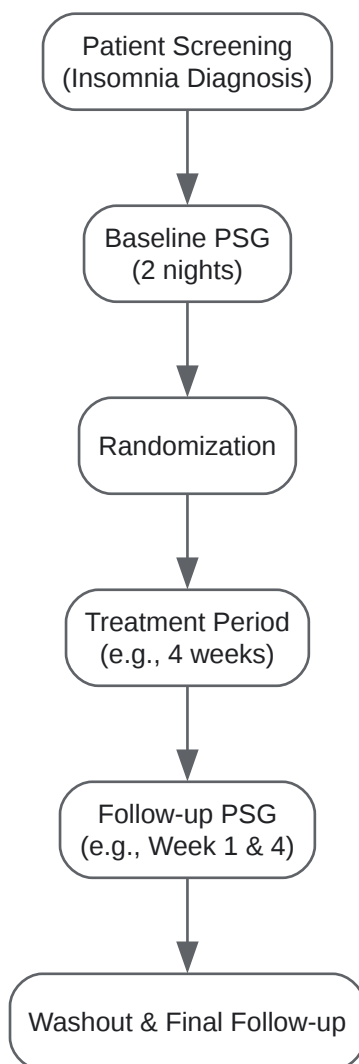 Patient Screening
(Insomnia Diagnosis)
Baseline PSG
(2 nights)
Randomization
Treatment Period
(e.g., 4 weeks)
Follow-up PSG
(e.g., Week 1 & 4)
Washout & Final Follow-up